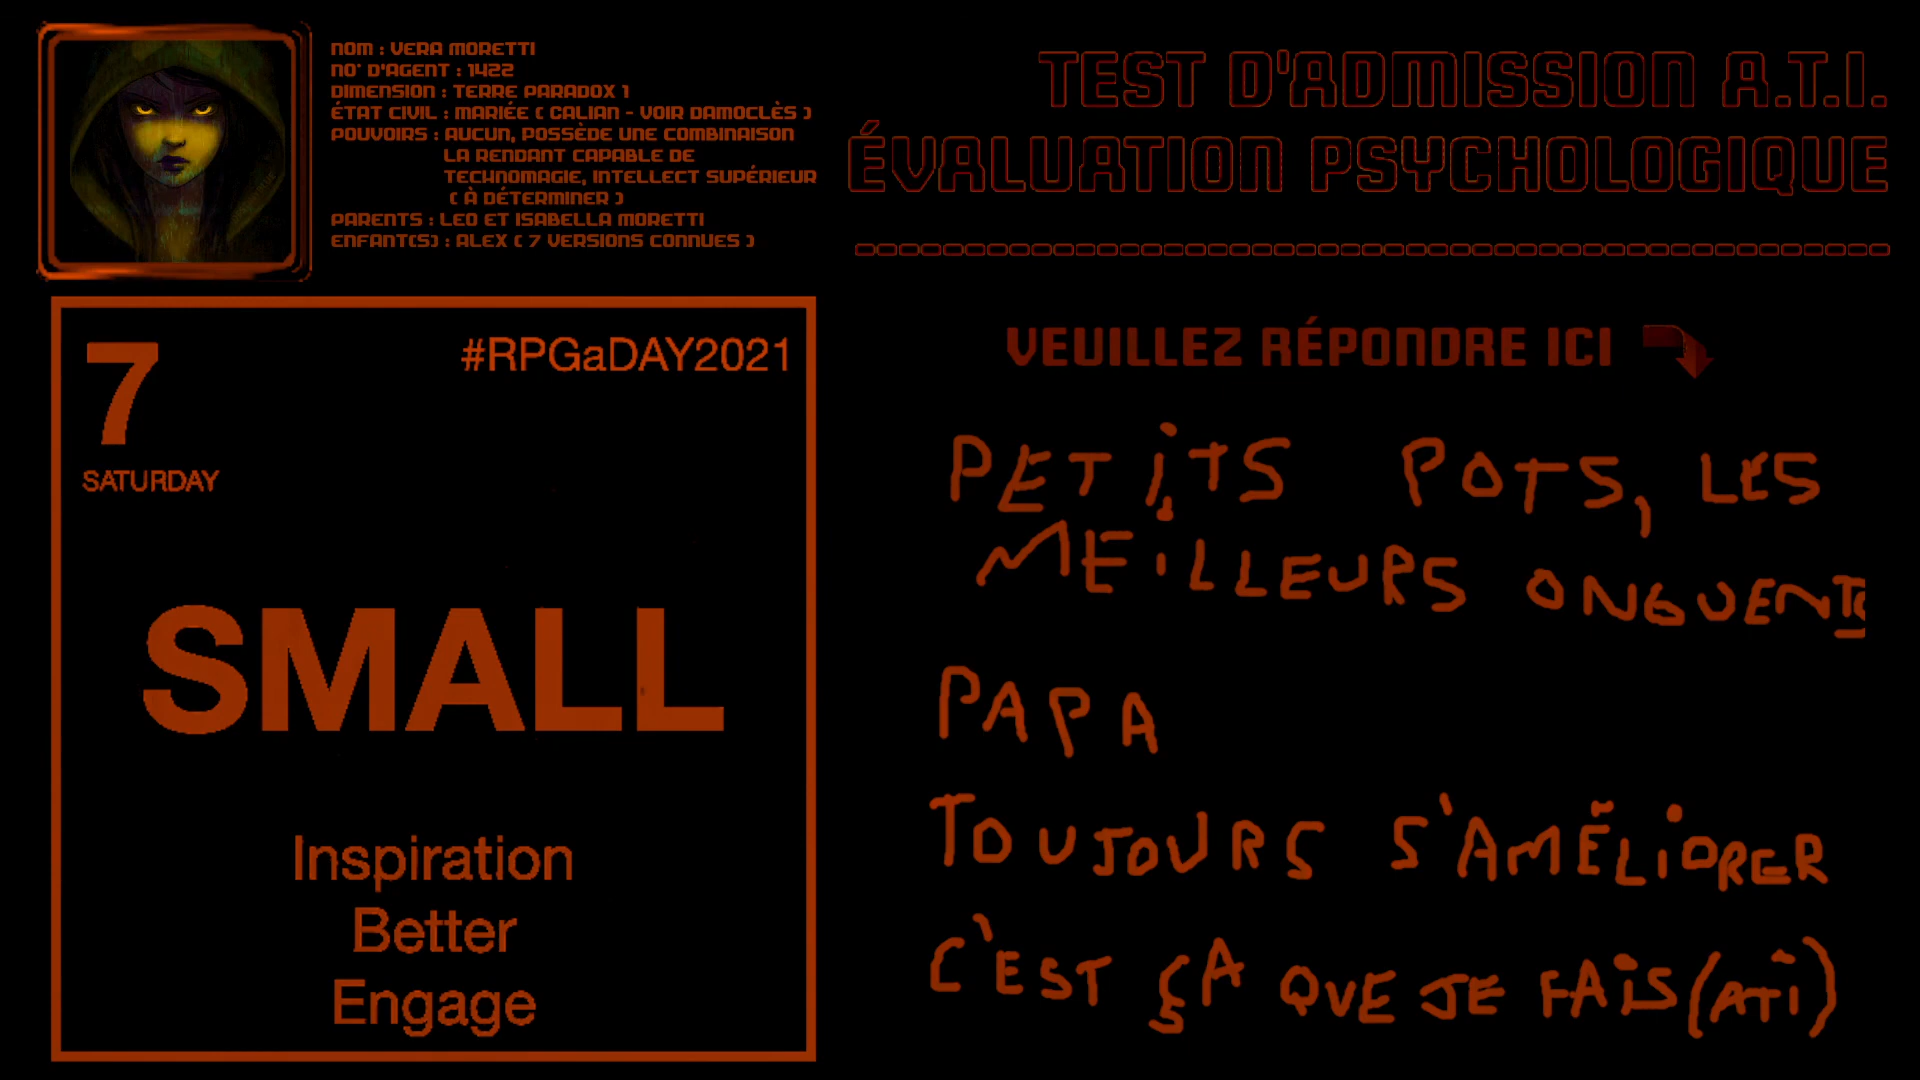 NOM : VERA MORETTI
NO° D'AGENT : 1422
DIMENSION : TERRE PARADOX 1
ÉTAT CIVIL : MARIÉE ( CALIAN - VOIR DAMOCLÈS )
POUVOIRS : AUCUN, POSSÈDE UNE COMBINAISON
LA RENDANT CAPABLE DE
TECHNOMAGIE, INTELLECT SUPÉRIEUR
( À DÉTERMINER )
PARENTS : LEO ET ISABELLA MORETTI
ENFANT(S) : ALEX ( 7 VERSIONS CONNUES )
TEST D'ADMISSION A.T.I.
ÉVALUATION PSYCHOLOGIQUE
7
#RPGaDAY2021
SATURDAY
SMALL
Inspiration
Better
Engage
VEUILLEZ RÉPONDRE ICI
PETITS POTS, LES
MEILLEURS ONGUENTS
PAPA
TOUJOURS S'AMÉLIORER
C'EST ÇA QUE JE FAIS (ATI)